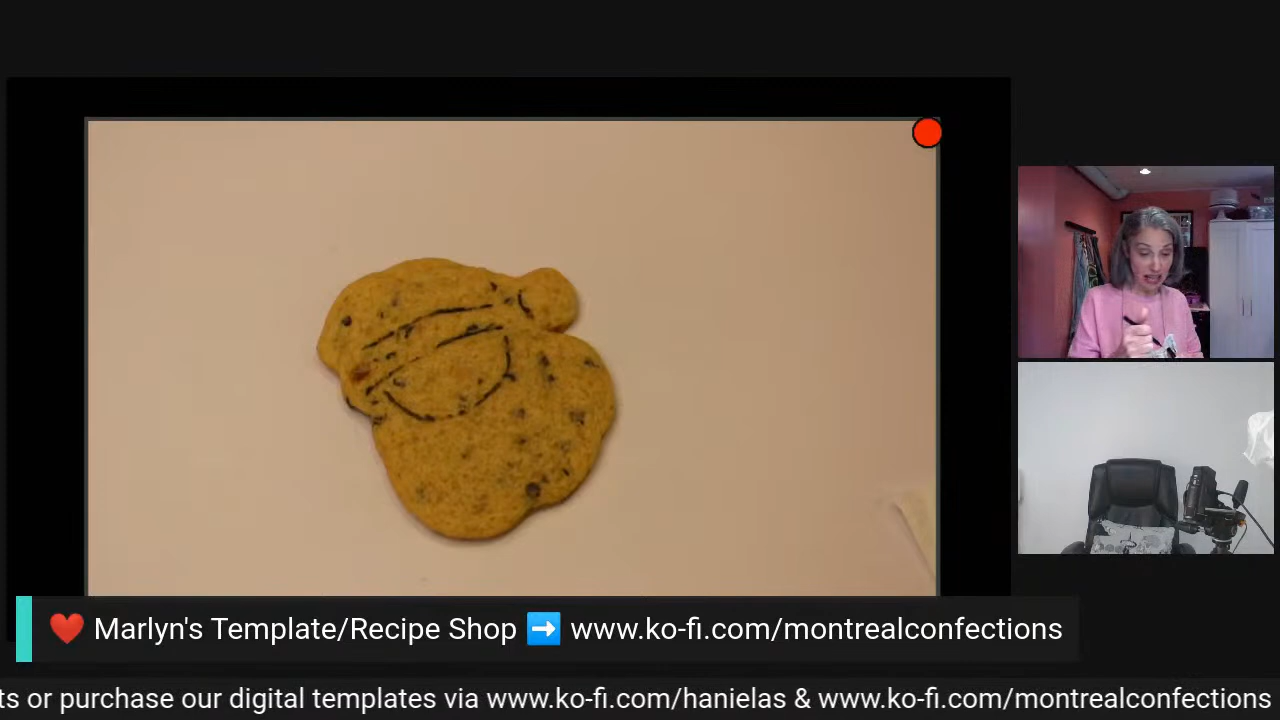 ❤️ Marlyn's Template/Recipe Shop ➡️ www.ko-fi.com/montrealconfections
ts or purchase our digital templates via www.ko-fi.com/hanielas & www.ko-fi.com/montrealconfections